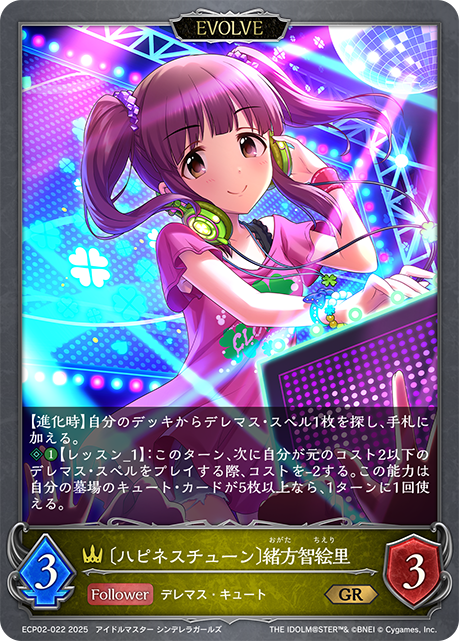 EVOLVE
CLO
【進化時】自分のデッキからデレマス・スペル1枚を探し、手札に
加える。
1【レッスン_1】:このターン、次に自分が元のコスト2以下の
デレマス・スペルをプレイする際、コストを-2する。この能力は
自分の墓場のキュート・カードが5枚以上なら、1ターンに1回使
える。
おがた ちえり
〔ハピネスチューン〕緒方智絵里
3
3
Follower デレマス・キュート
GR
ECP02-022 2025 アイドルマスター シンデレラガールズ THE IDOLM@STER™& ©BNEI © Cygames, Inc.